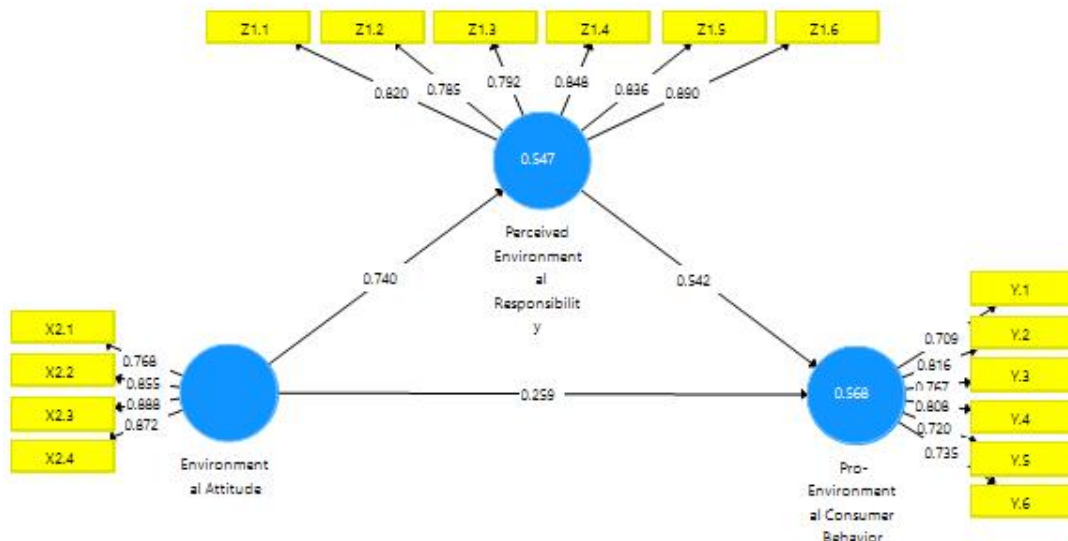 Z1.1 Z1.2 Z1.3 Z1.4 Z1.5 Z1.6
0.820 0.785 0.792 0.848 0.836 0.890
0.547
Perceived
Environment
al
Responsibilit
y
0.740
0.542
X2.1
X2.2
X2.3
X2.4
0.768
0.855
0.888
0.872
Environment
al Attitude
0.259
0.568
Pro-
Environment
al Consumer
Behavior
0.709
0.816
0.767
0.808
0.720
0.735
Y.1
Y.2
Y.3
Y.4
Y.5
Y.6